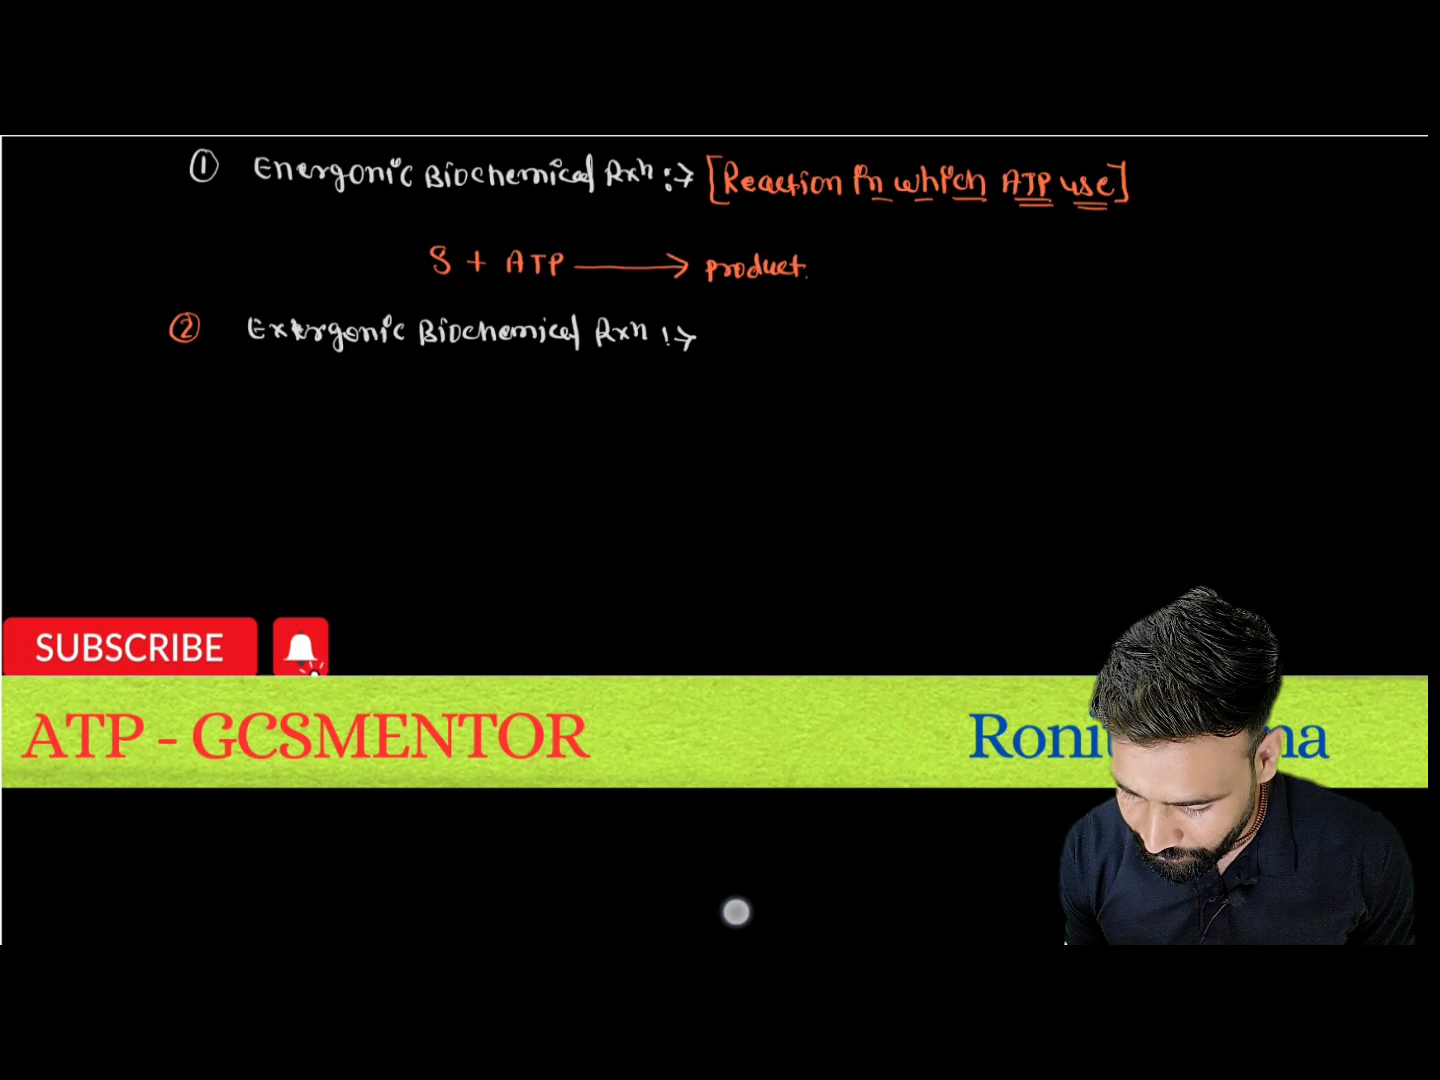 ① Energonic Biochemical Rxn :→ [Reaction in which ATP use]
S + ATP ⟶ product.
② Exergonic Biochemical Rxn :→
SUBSCRIBE
ATP - GCSMENTOR